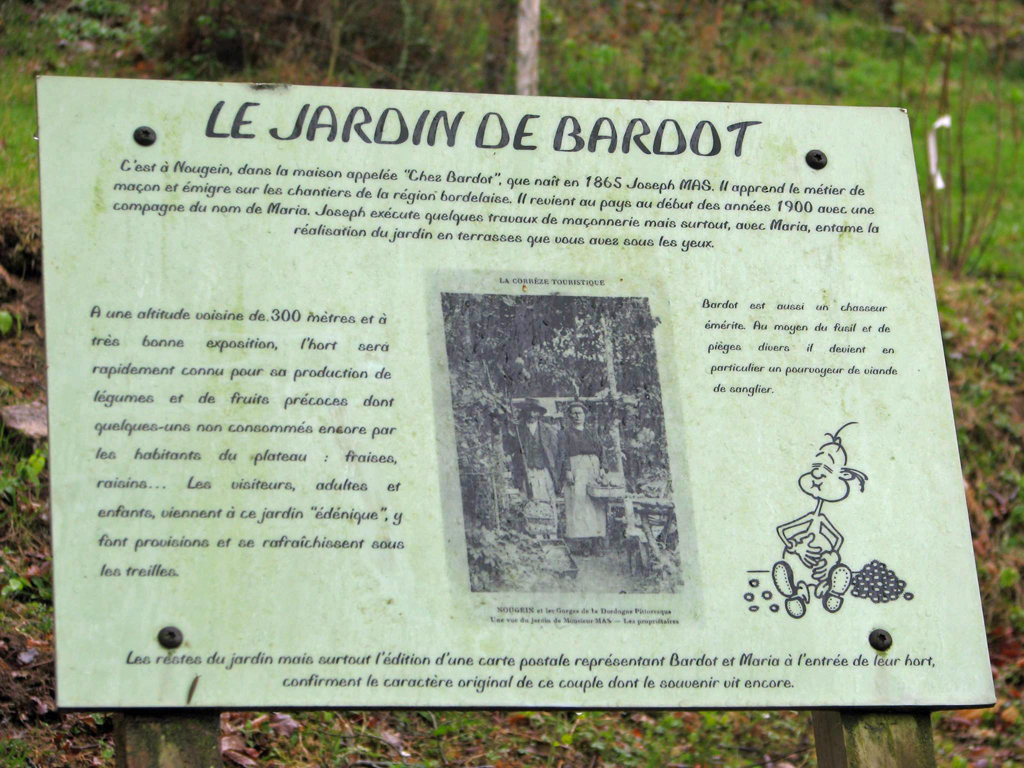 LE JARDIN DE BARDOT
C'est à Nougein, dans la maison appelée "Chez Bardot", que naît en 1865 Joseph MAS. Il apprend le métier de
maçon et émigre sur les chantiers de la région bordelaise. Il revient au pays au début des années 1900 avec une
compagne du nom de Maria. Joseph exécute quelques travaux de maçonnerie mais surtout, avec Maria, entame la
réalisation du jardin en terrasses que vous avez sous les yeux.
A une altitude voisine de 300 mètres et à
très bonne exposition, l'hort sera
rapidement connu pour sa production de
légumes et de fruits précoces dont
quelques-uns non consommés encore par
les habitants du plateau : fraises,
raisins... Les visiteurs, adultes et
enfants, viennent à ce jardin "édénique", y
font provisions et se rafraîchissent sous
les treilles.
LA CORRÈZE TOURISTIQUE
NOUGEIN et les Gorges de la Dordogne Pittoresque
Une vue du jardin de Monsieur MAS — Les propriétaires
Bardot est aussi un chasseur
émérite. Au moyen du fusil et de
pièges divers il devient en
particulier un pourvoyeur de viande
de sanglier.
Les restes du jardin mais surtout l'édition d'une carte postale représentant Bardot et Maria à l'entrée de leur hort,
confirment le caractère original de ce couple dont le souvenir vit encore.